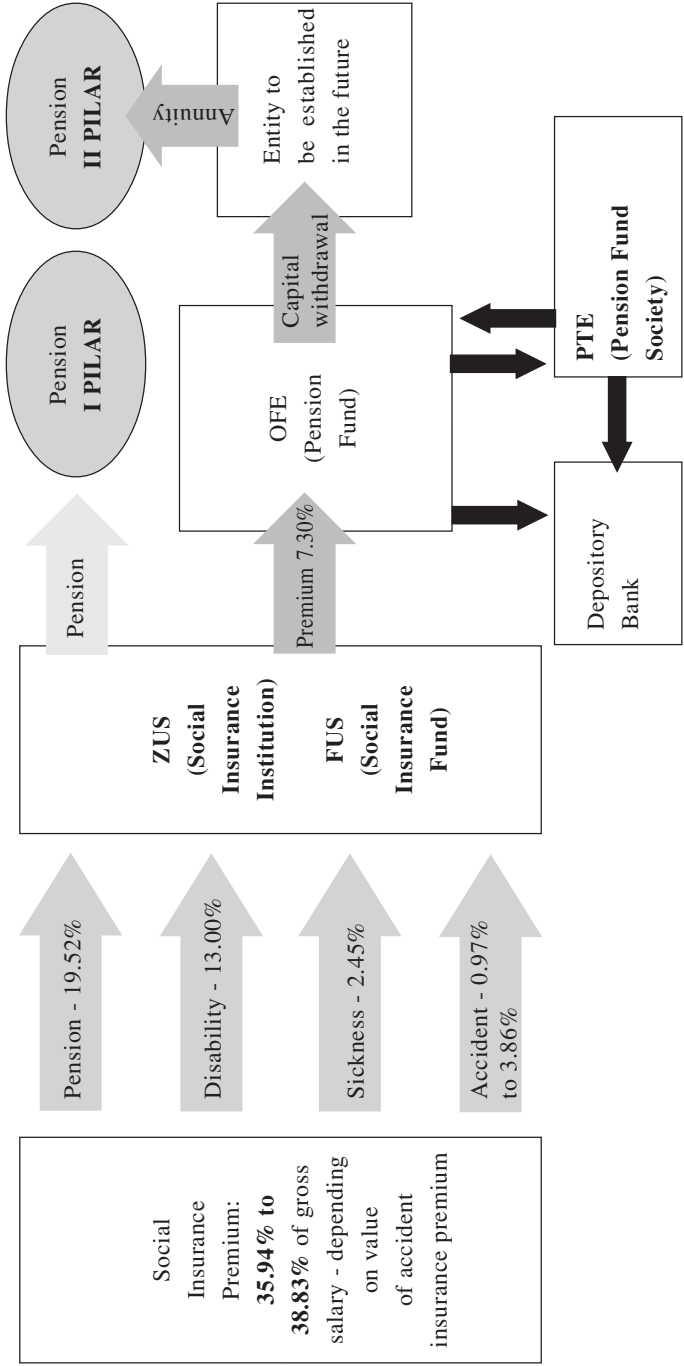 Social
Insurance
Premium:
35.94% to
38.83% of gross
salary - depending
on value
of accident
insurance premium
Pension - 19.52%
Disability - 13.00%
Sickness - 2.45%
Accident - 0.97%
to 3.86%
ZUS
(Social
Insurance
Institution)
FUS
(Social
Insurance
Fund)
Pension
Premium 7.30%
Pension
I PILAR
OFE
(Pension
Fund)
Depository
Bank
PTE
(Pension Fund
Society)
Capital
withdrawal
Entity to
be established
in the future
Annuity
Pension
II PILAR